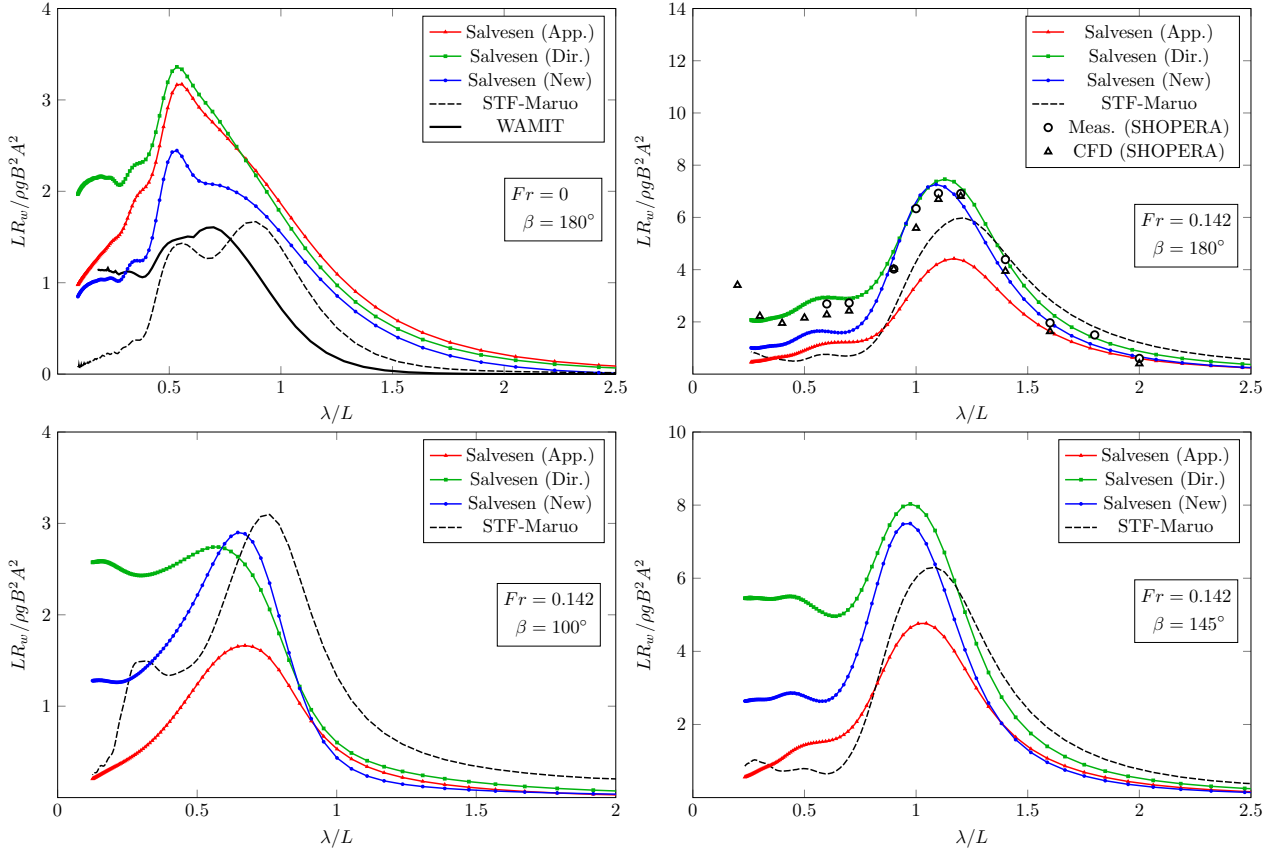 4
3
2
1
0
0.5
1
1.5
2
2.5
LR_w/ρgB²A²
λ/L
Salvesen (App.)
Salvesen (Dir.)
Salvesen (New)
STF-Maruo
WAMIT
Fr = 0
β = 180°
14
12
10
8
6
4
2
0.5
1
1.5
2
2.5
LR_w/ρgB²A²
λ/L
Salvesen (App.)
Salvesen (Dir.)
Salvesen (New)
STF-Maruo
Meas. (SHOPERA)
CFD (SHOPERA)
Fr = 0.142
β = 180°
4
3
2
1
0
0.5
1
1.5
2
LR_w/ρgB²A²
λ/L
Salvesen (App.)
Salvesen (Dir.)
Salvesen (New)
STF-Maruo
Fr = 0.142
β = 100°
10
8
6
4
2
0.5
1
1.5
2
2.5
LR_w/ρgB²A²
λ/L
Salvesen (App.)
Salvesen (Dir.)
Salvesen (New)
STF-Maruo
Fr = 0.142
β = 145°